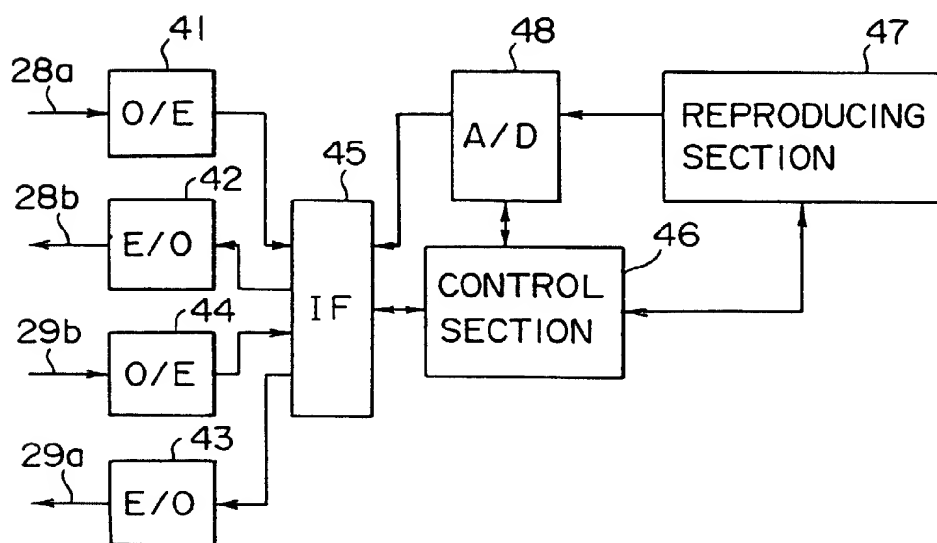 41
28a
O/E
42
28b
E/O
44
29b
O/E
43
29a
E/O
45
IF
48
A/D
47
REPRODUCING
SECTION
46
CONTROL
SECTION